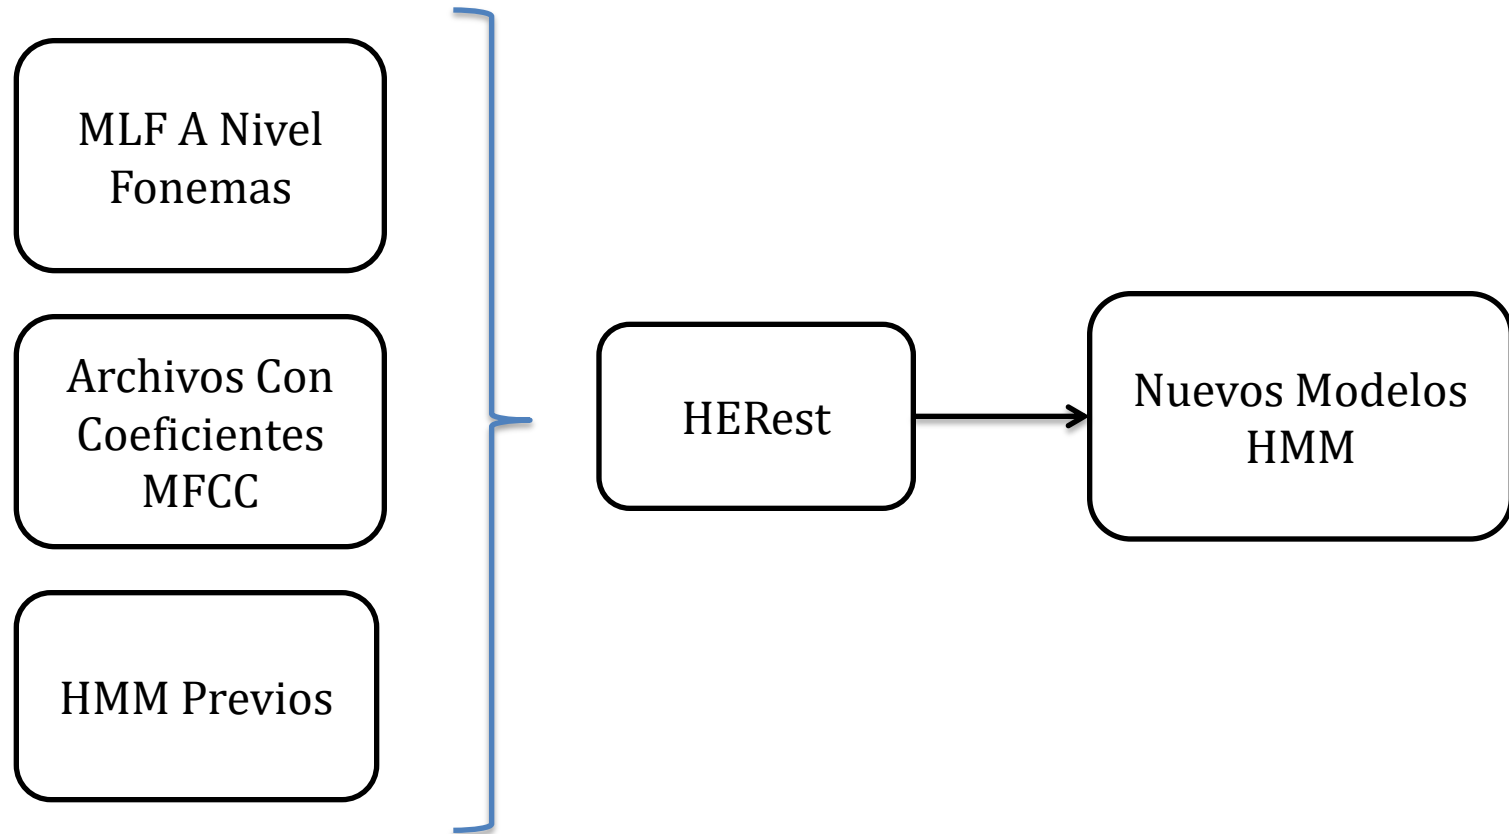 MLF A Nivel
Fonemas
Archivos Con
Coeficientes
MFCC
HMM Previos
HERest
Nuevos Modelos
HMM